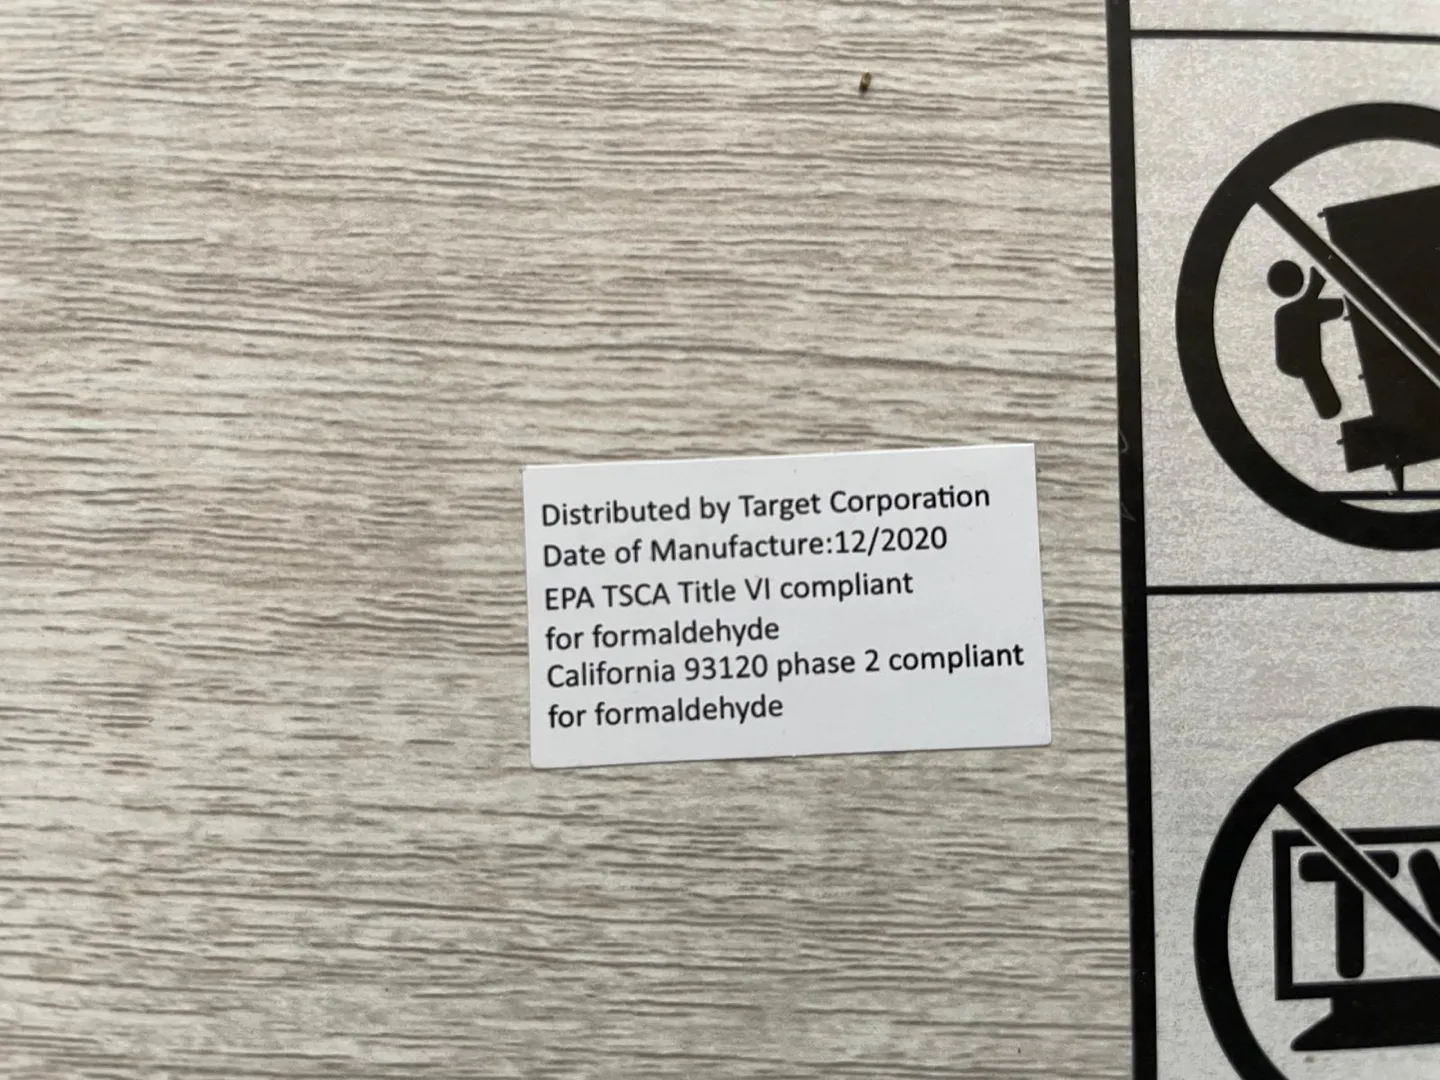 Distributed by Target Corporation
Date of Manufacture:12/2020
EPA TSCA Title VI compliant
for formaldehyde
California 93120 phase 2 compliant
for formaldehyde
TV